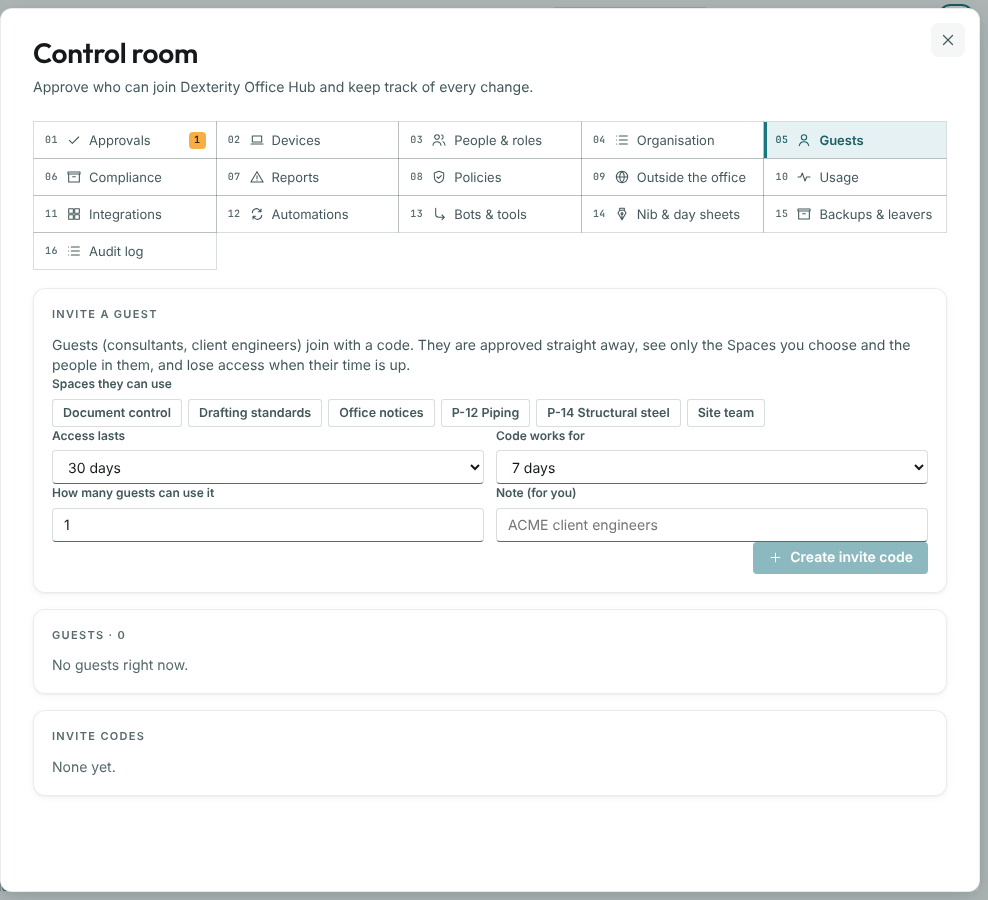 Control room
Approve who can join Dexterity Office Hub and keep track of every change.
01 Approvals 1
02 Devices
03 People & roles
04 Organisation
05 Guests
06 Compliance
07 Reports
08 Policies
09 Outside the office
10 Usage
11 Integrations
12 Automations
13 Bots & tools
14 Nib & day sheets
15 Backups & leavers
16 Audit log
INVITE A GUEST
Guests (consultants, client engineers) join with a code. They are approved straight away, see only the Spaces you choose and the
people in them, and lose access when their time is up.
Spaces they can use
Document control
Drafting standards
Office notices
P-12 Piping
P-14 Structural steel
Site team
Access lasts
Code works for
30 days
7 days
How many guests can use it
Note (for you)
1
ACME client engineers
+ Create invite code
GUESTS · 0
No guests right now.
INVITE CODES
None yet.